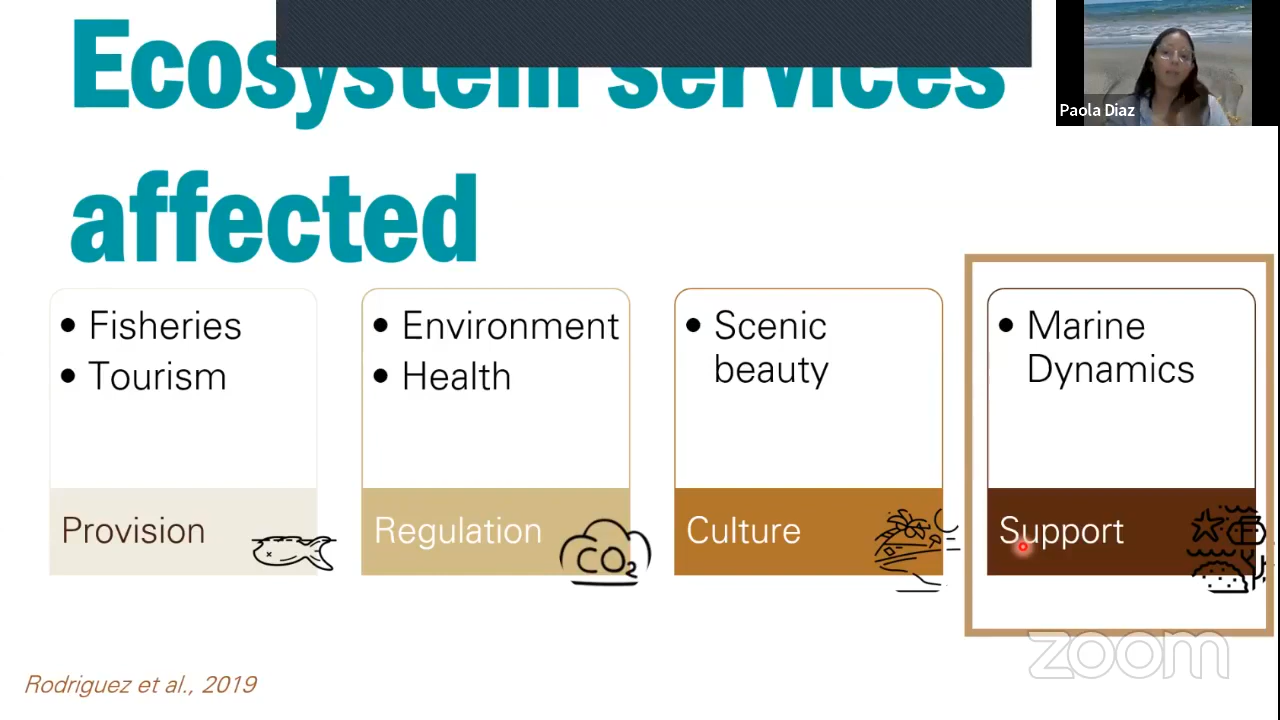 Ecosystem services
affected
Paola Diaz
• Fisheries
• Tourism
Provision
• Environment
• Health
Regulation
CO₂
• Scenic
beauty
Culture
• Marine
Dynamics
Support
zoom
Rodriguez et al., 2019